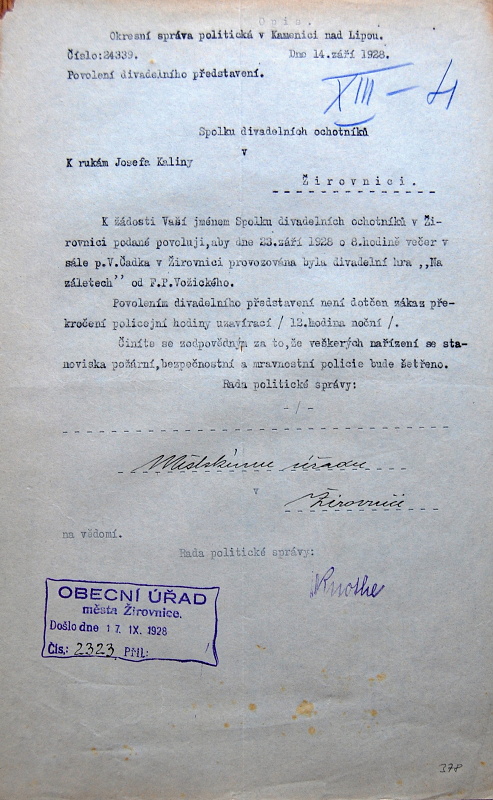 Opis.
Okresní správa politická v Kamenici nad Lipou.
Číslo:24339. Dne 14.září 1928.
Povolení divadelního představení.
XIII - 4
Spolku divadelních ochotníků
v
K rukám Josefa Kaliny
Žirovnici.
K žádosti Vaší jménem Spolku divadelních ochotníků v Ži-
rovnici podané povoluji,aby dne 23.září 1928 o 8.hodině večer v
sále p.V.Čadka v Žirovnici provozována byla divadelní hra ,,Na
záletech" od F.P.Vožického.
Povolením divadelního představení není dotčen zákaz pře-
kročení policejní hodiny uzavírací / 12.hodina noční /.
Činíte se zodpovědným za to,že veškerých nařízení se sta-
noviska požární,bezpečnostní a mravnostní policie bude šetřeno.
Rada politické správy:
-/-
Městskému úřadu
v
Žirovnici
na vědomí.
Rada politické správy:
Knothe
OBECNÍ ÚŘAD
města Žirovnice.
Došlo dne 17. IX. 1928
Čís.: 2323 Příl:
378